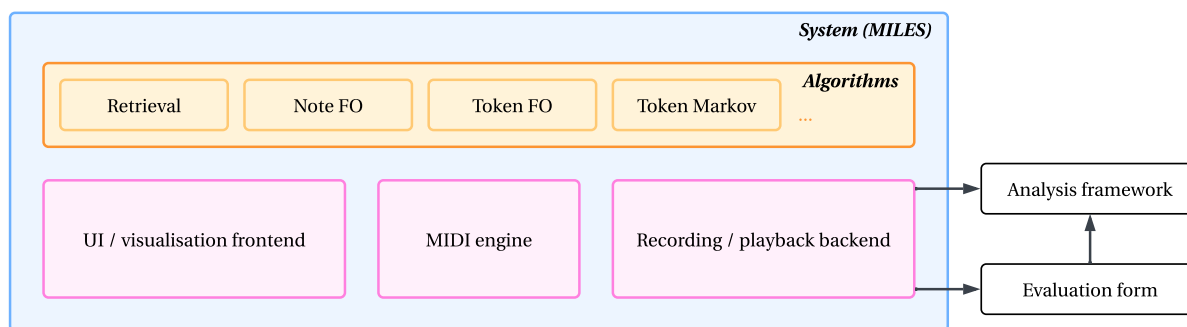 System (MILES)
Algorithms
Retrieval
Note FO
Token FO
Token Markov
...
UI / visualisation frontend
MIDI engine
Recording / playback backend
Analysis framework
Evaluation form